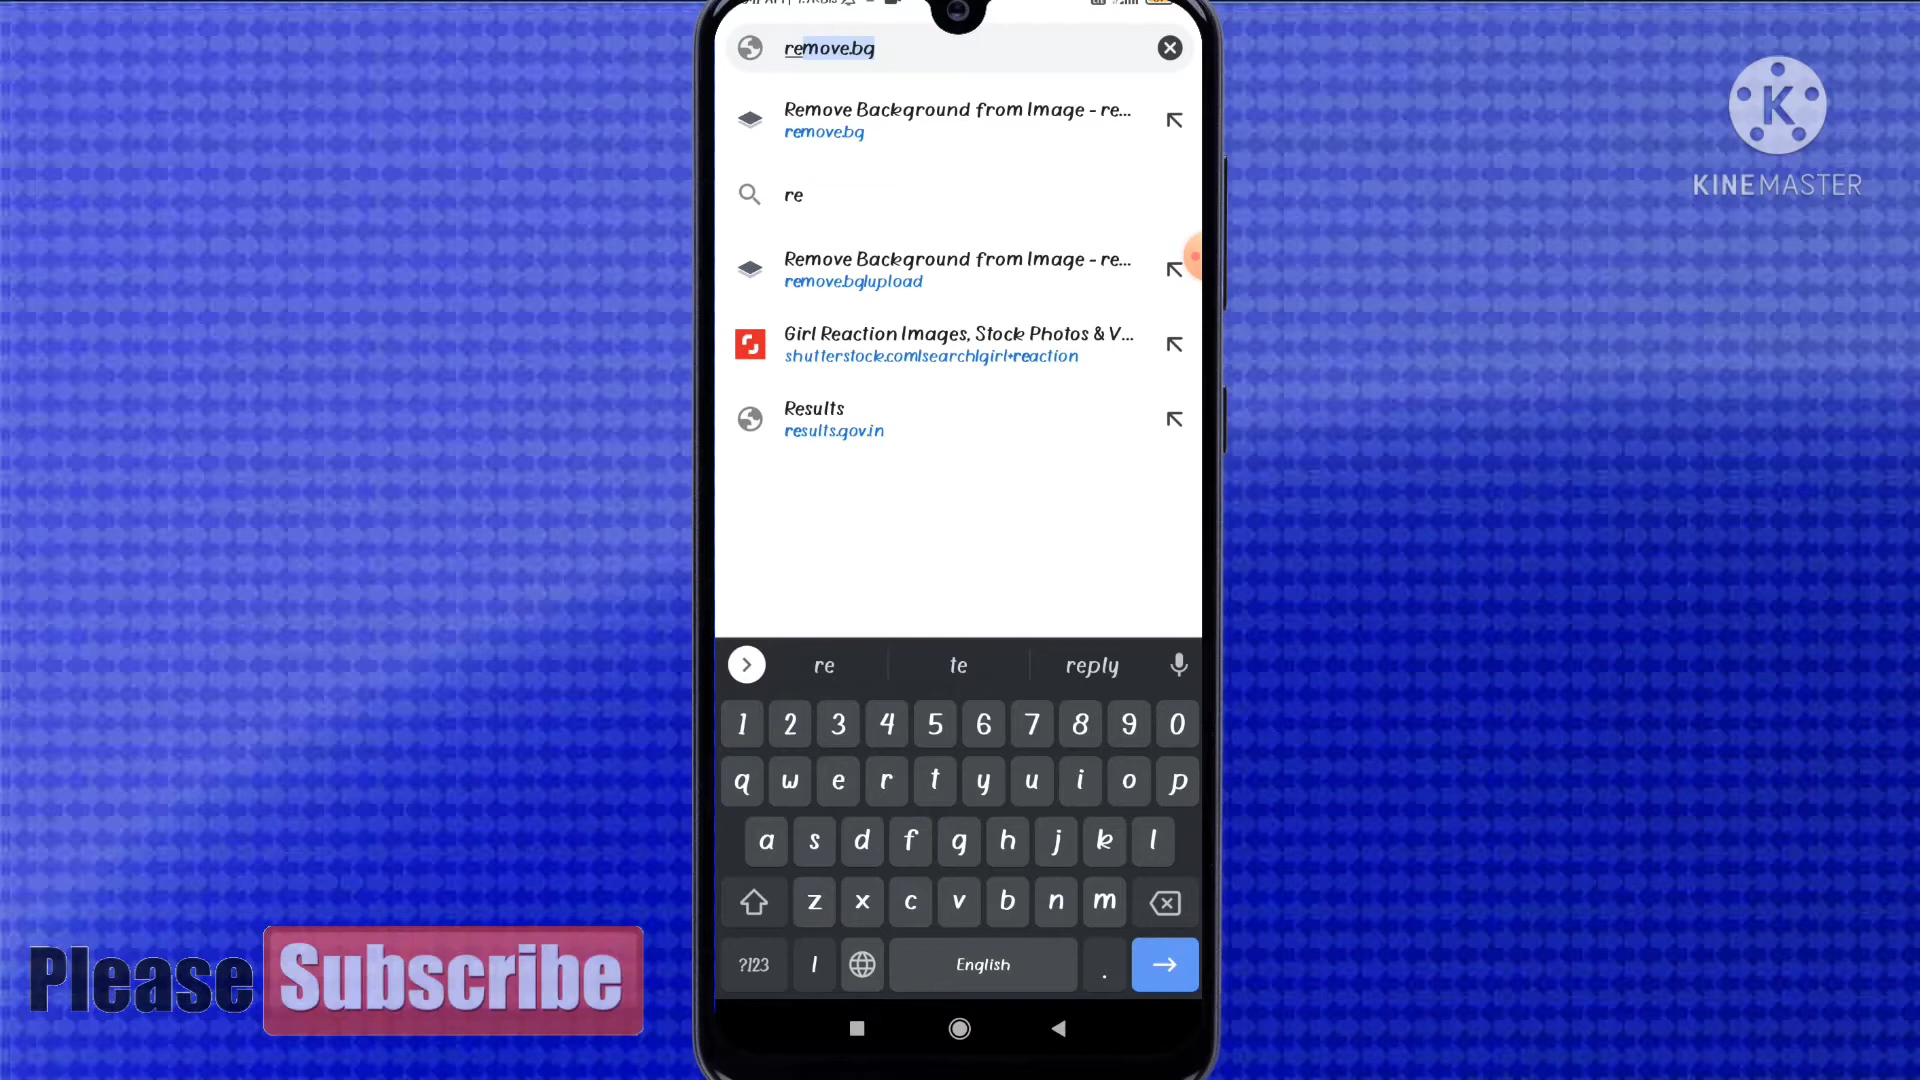 remove.bg
Remove Background from Image - re...
remove.bg
re
Remove Background from Image - re...
remove.bg/upload
Girl Reaction Images, Stock Photos & V...
shutterstock.com/search/girl+reaction
Results
results.gov.in
re te reply
1 2 3 4 5 6 7 8 9 0
q w e r t y u i o p
a s d f g h j k l
z x c v b n m
?123 / English .
K
KINEMASTER
Please Subscribe